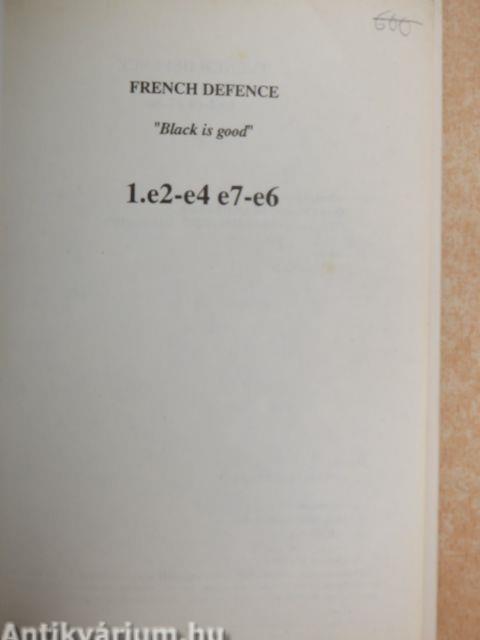 600
FRENCH DEFENCE
"Black is good"
1.e2-e4 e7-e6
Antikvárium.hu